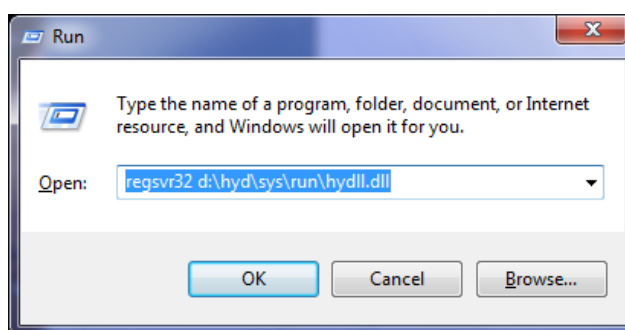 Run
Type the name of a program, folder, document, or Internet
resource, and Windows will open it for you.
Open: regsvr32 d:\hyd\sys\run\hydll.dll
OK Cancel Browse...